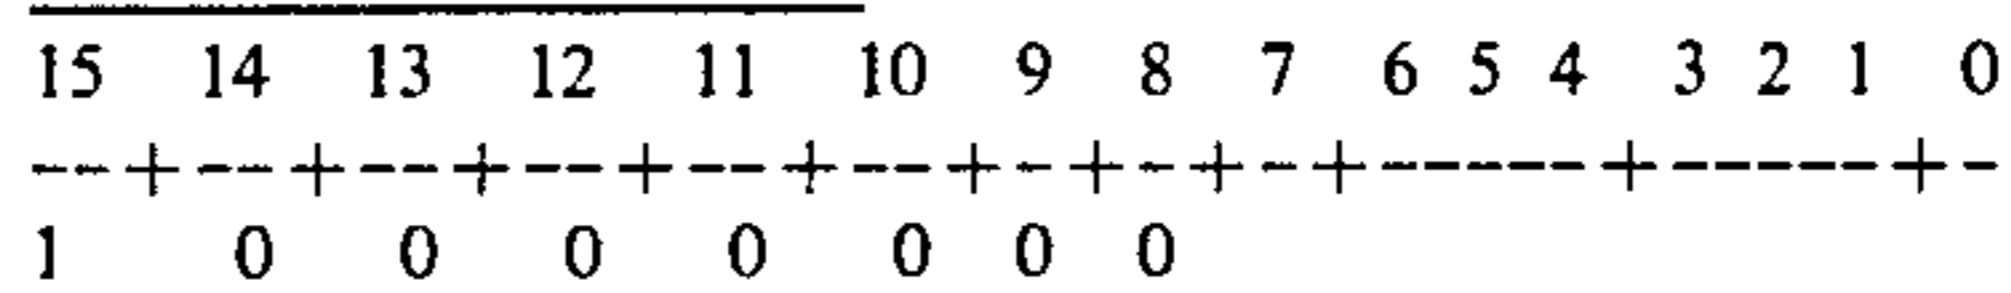 15 14 13 12 11 10 9 8 7 6 5 4 3 2 1 0
--+--+--+--+--+--+-+-+-+-----+-----+-
1 0 0 0 0 0 0 0